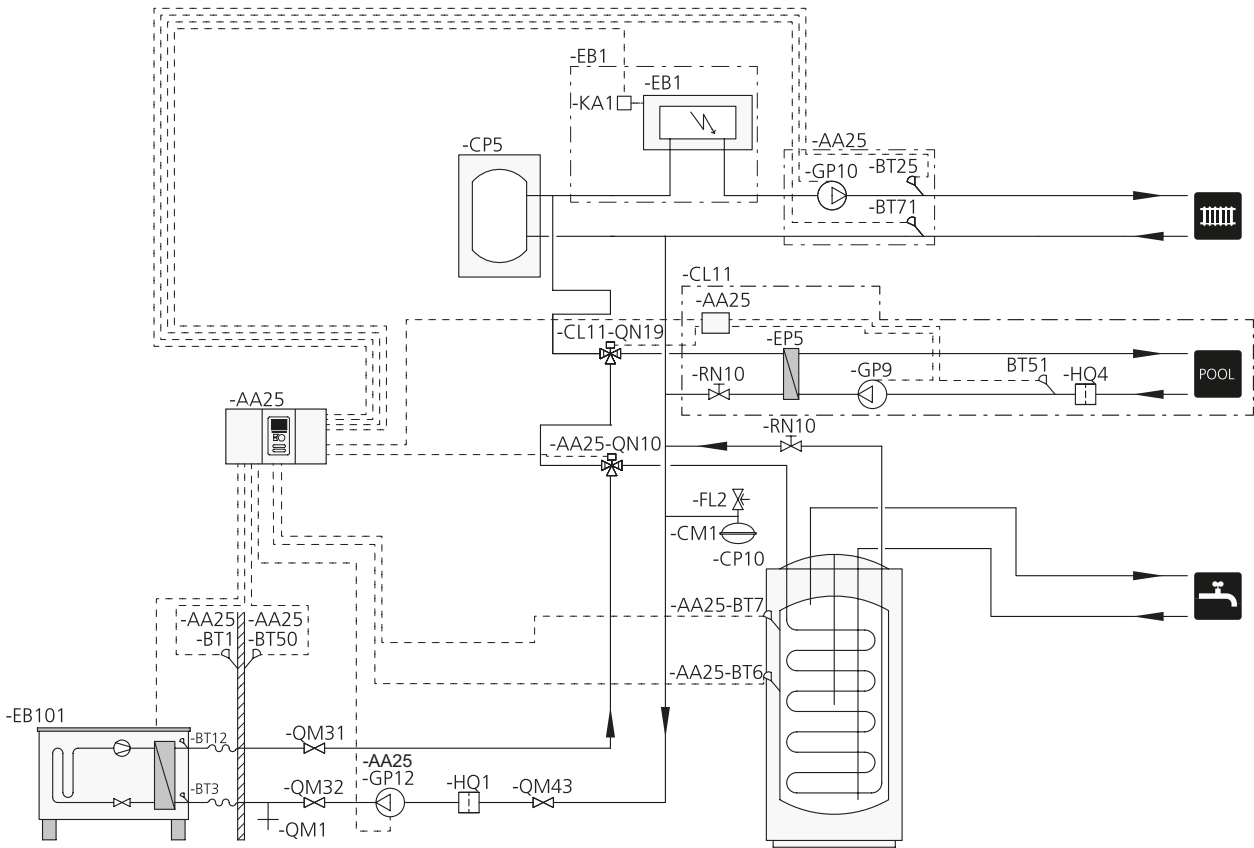 -EB1
-EB1
-KA1
-CP5
-AA25
-BT25
-GP10
-BT71
-CL11
-AA25
-CL11-QN19
-EP5
-RN10
-GP9
BT51
-HQ4
POOL
-AA25
-RN10
-AA25-QN10
-FL2
-CM1
-CP10
-AA25 -AA25
-BT1 -BT50
-AA25-BT7
-AA25-BT6
-EB101
-BT12
-QM31
-AA25
-BT3
-QM32
-GP12
-HQ1
-QM43
-QM1